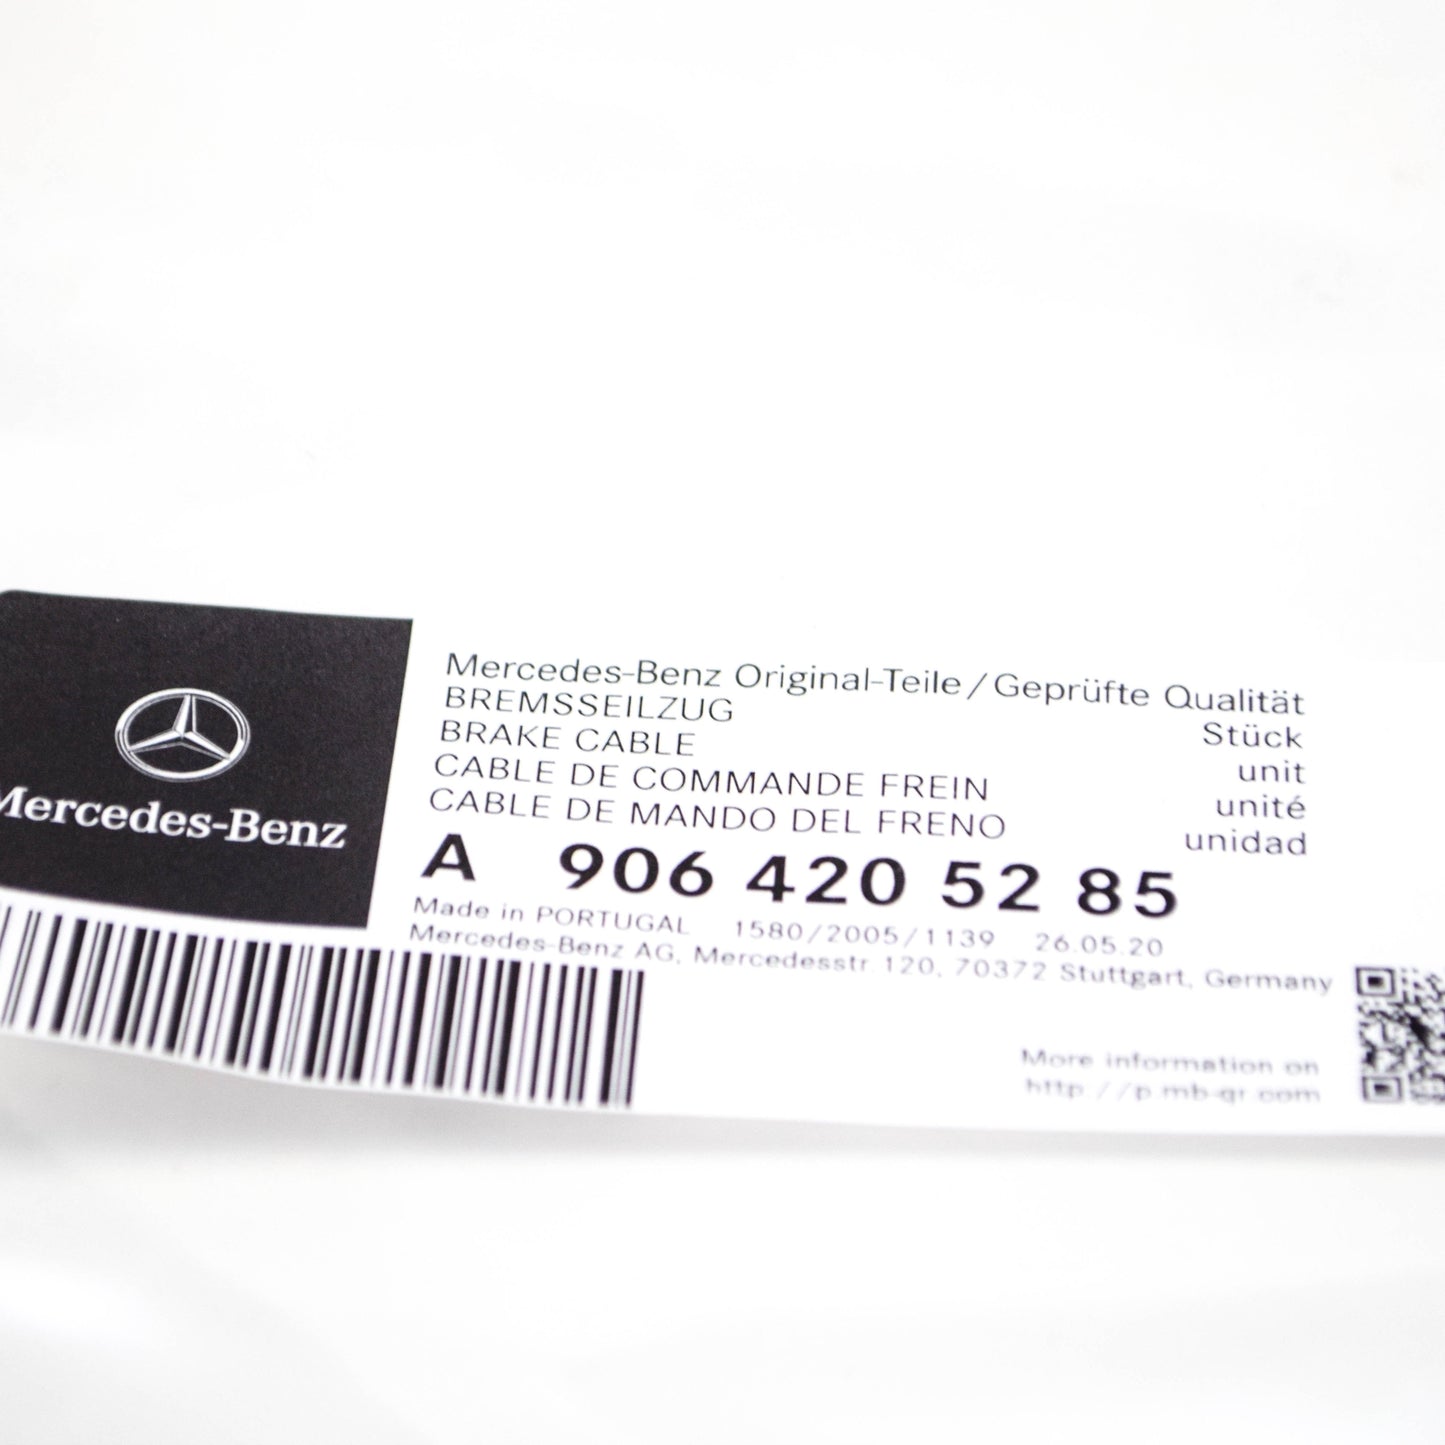 Mercedes-Benz
Mercedes-Benz Original-Teile / Geprüfte Qualität
BREMSSEILZUG Stück
BRAKE CABLE unit
CABLE DE COMMANDE FREIN unité
CABLE DE MANDO DEL FRENO unidad
A 906 420 52 85
Made in PORTUGAL 1580/2005/1139 26.05.20
Mercedes-Benz AG, Mercedesstr. 120, 70372 Stuttgart, Germany
More information on
http://p.mb-qr.com